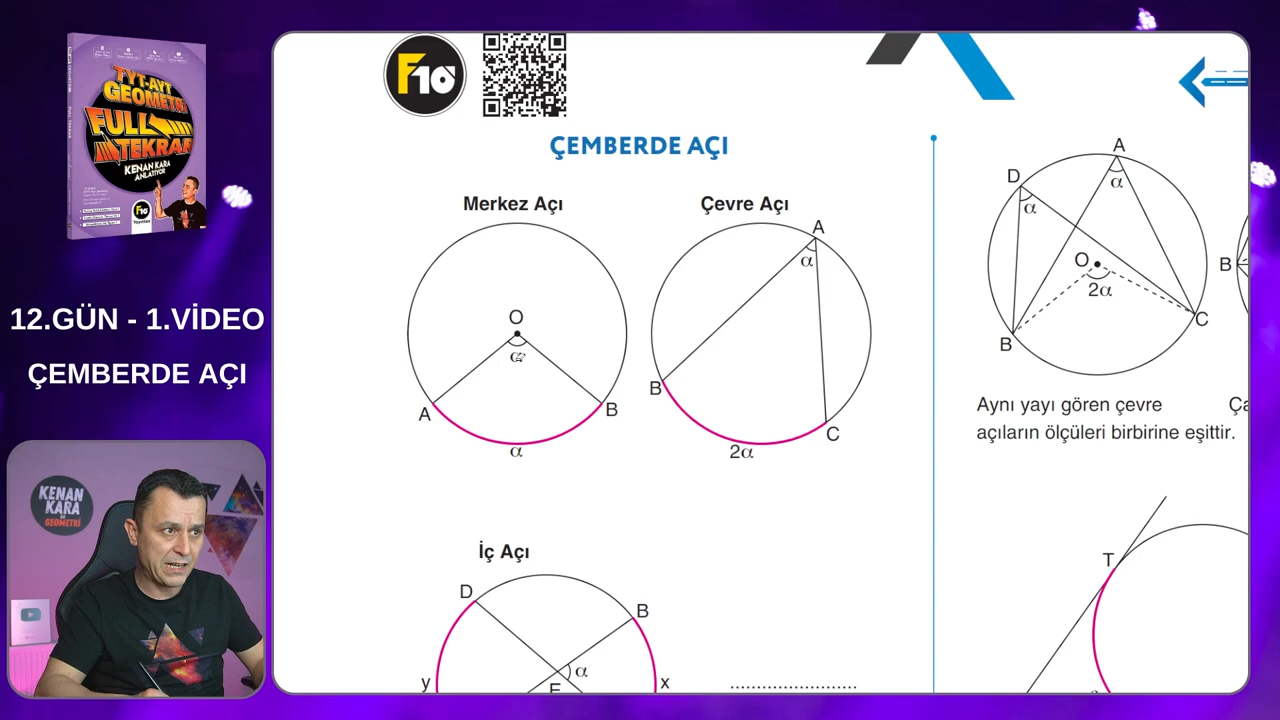 TYT-AYT
GEOMETRİ
FULL
TEKRAR
KENAN KARA
ANLATIYOR
F10
12.GÜN - 1.VİDEO
ÇEMBERDE AÇI
KENAN
KARA
GEOMETRİ
F10
ÇEMBERDE AÇI
Merkez Açı
O
A
B
α
Çevre Açı
A
α
B
C
2α
İç Açı
D
B
α
E
y
x
A
D
α
α
O
2α
B
C
B
Aynı yayı gören çevre
açıların ölçüleri birbirine eşittir.
T